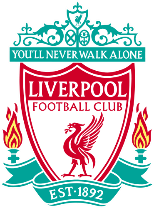 YOU'LL NEVER WALK ALONE
LIVERPOOL
FOOTBALL CLUB
EST·1892